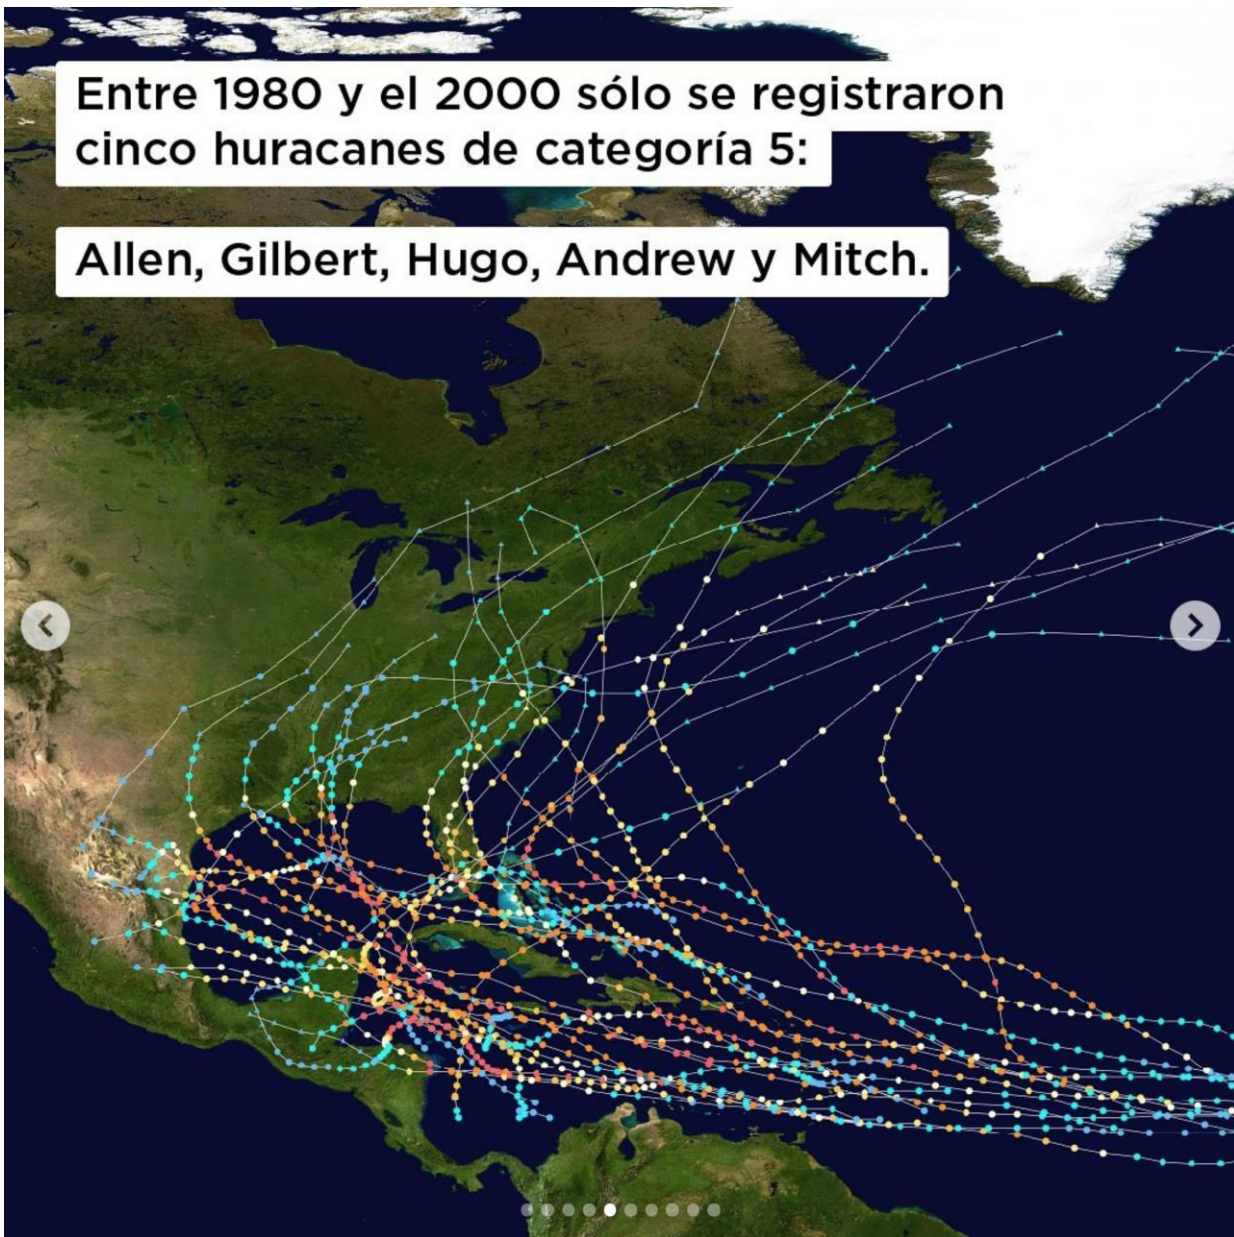 Entre 1980 y el 2000 sólo se registraron
cinco huracanes de categoría 5:
Allen, Gilbert, Hugo, Andrew y Mitch.